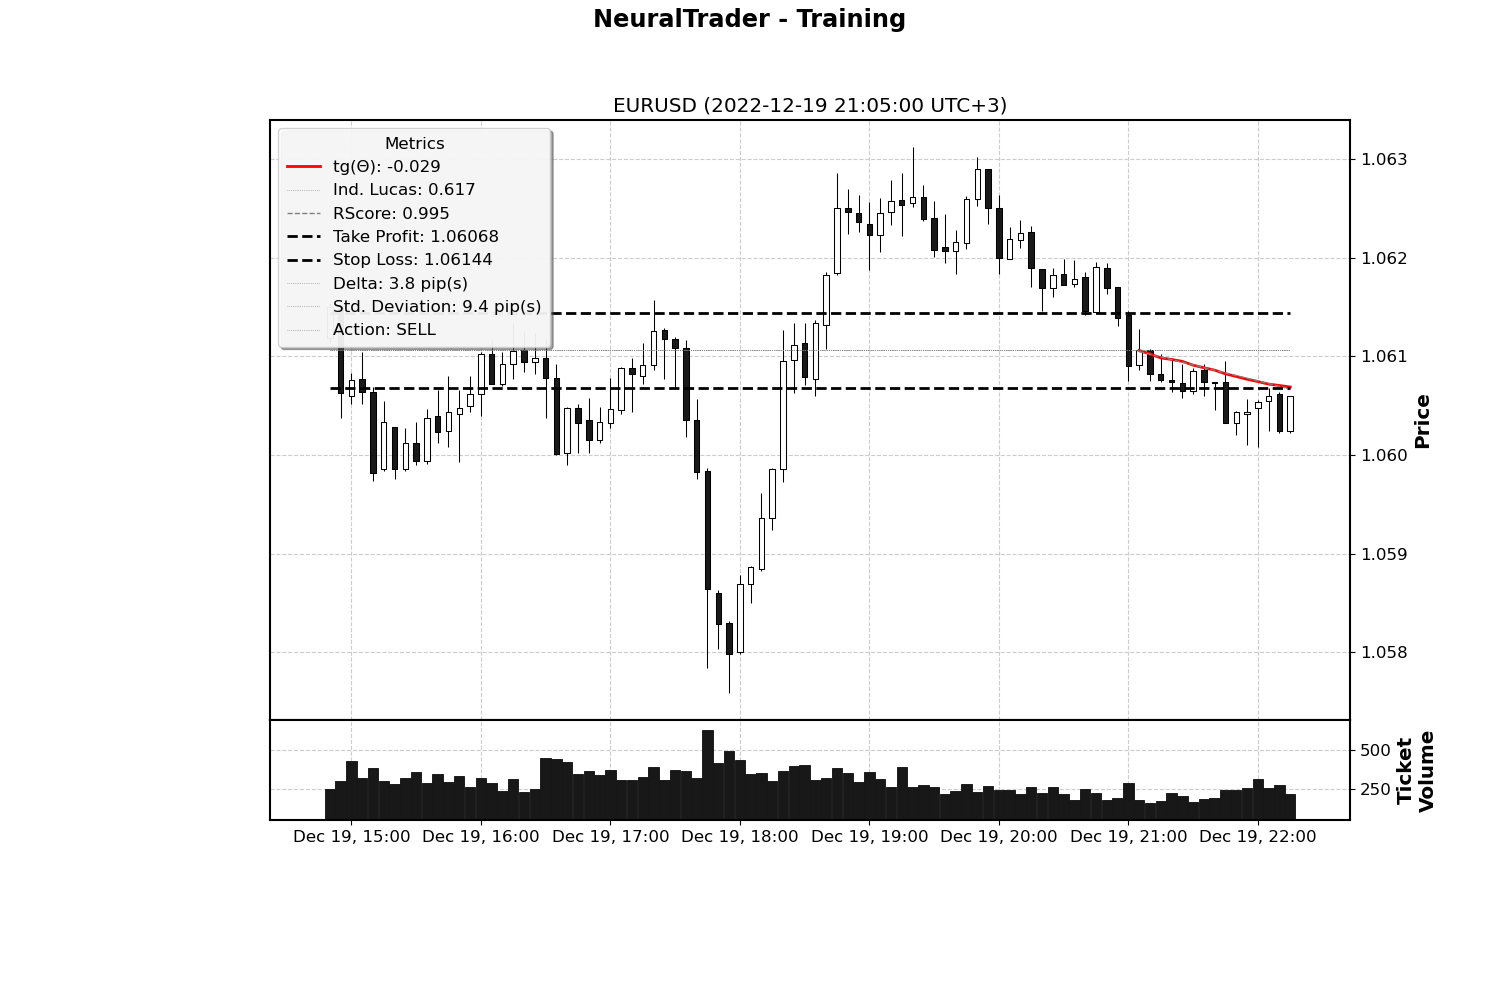 NeuralTrader - Training
EURUSD (2022-12-19 21:05:00 UTC+3)
Metrics
tg(Θ): -0.029
Ind. Lucas: 0.617
RScore: 0.995
Take Profit: 1.06068
Stop Loss: 1.06144
Delta: 3.8 pip(s)
Std. Deviation: 9.4 pip(s)
Action: SELL
1.063
1.062
1.061
1.060
1.059
1.058
Price
500
250
Ticket
Volume
Dec 19, 15:00
Dec 19, 16:00
Dec 19, 17:00
Dec 19, 18:00
Dec 19, 19:00
Dec 19, 20:00
Dec 19, 21:00
Dec 19, 22:00